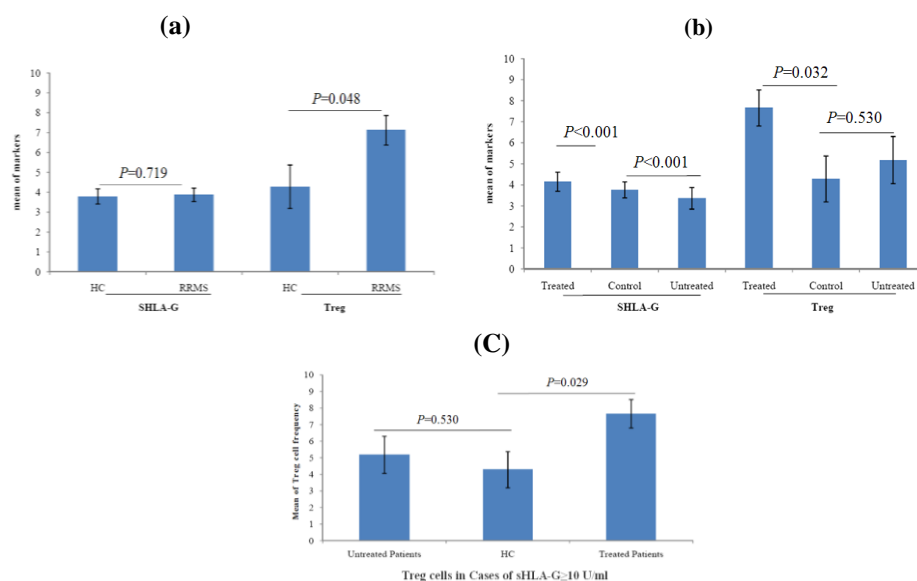 (a)
10
9
8
7
6
5
4
3
2
1
0
mean of markers
P=0.719
P=0.048
HC
RRMS
HC
RRMS
SHLA-G
Treg
(b)
10
9
8
7
6
5
4
3
2
1
0
mean of markers
P<0.001
P<0.001
P=0.032
P=0.530
Treated
Control
Untreated
Treated
Control
Untreated
SHLA-G
Treg
(C)
10
9
8
7
6
5
4
3
2
1
0
Mean of Treg cell frequency
P=0.530
P=0.029
Untreated Patients
HC
Treated Patients
Treg cells in Cases of sHLA-G≥10 U/ml